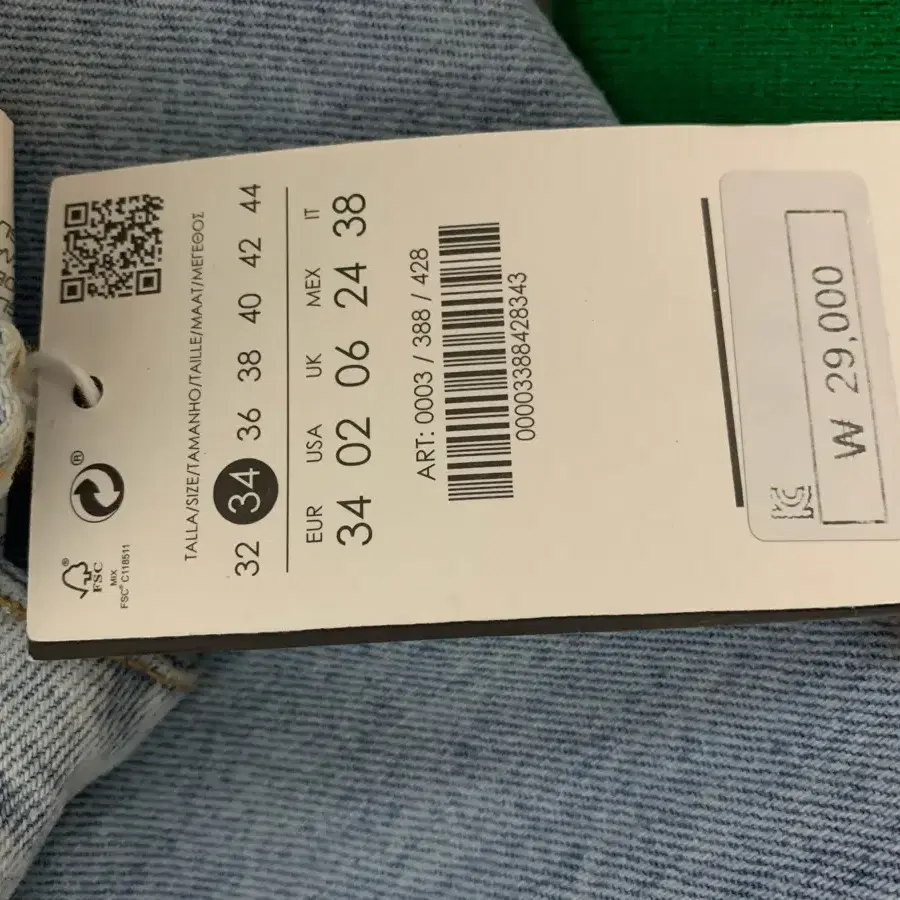 FSC
MIX
FSC® C118511
TALLA/SIZE/TAMANHO/TAILLE/MAAT/ΜΕΓΕΘΟΣ
32 34 36 38 40 42 44
EUR USA UK MEX IT
34 02 06 24 38
ART: 0003 / 388 / 428
00003388428343
KC
₩ 29,000